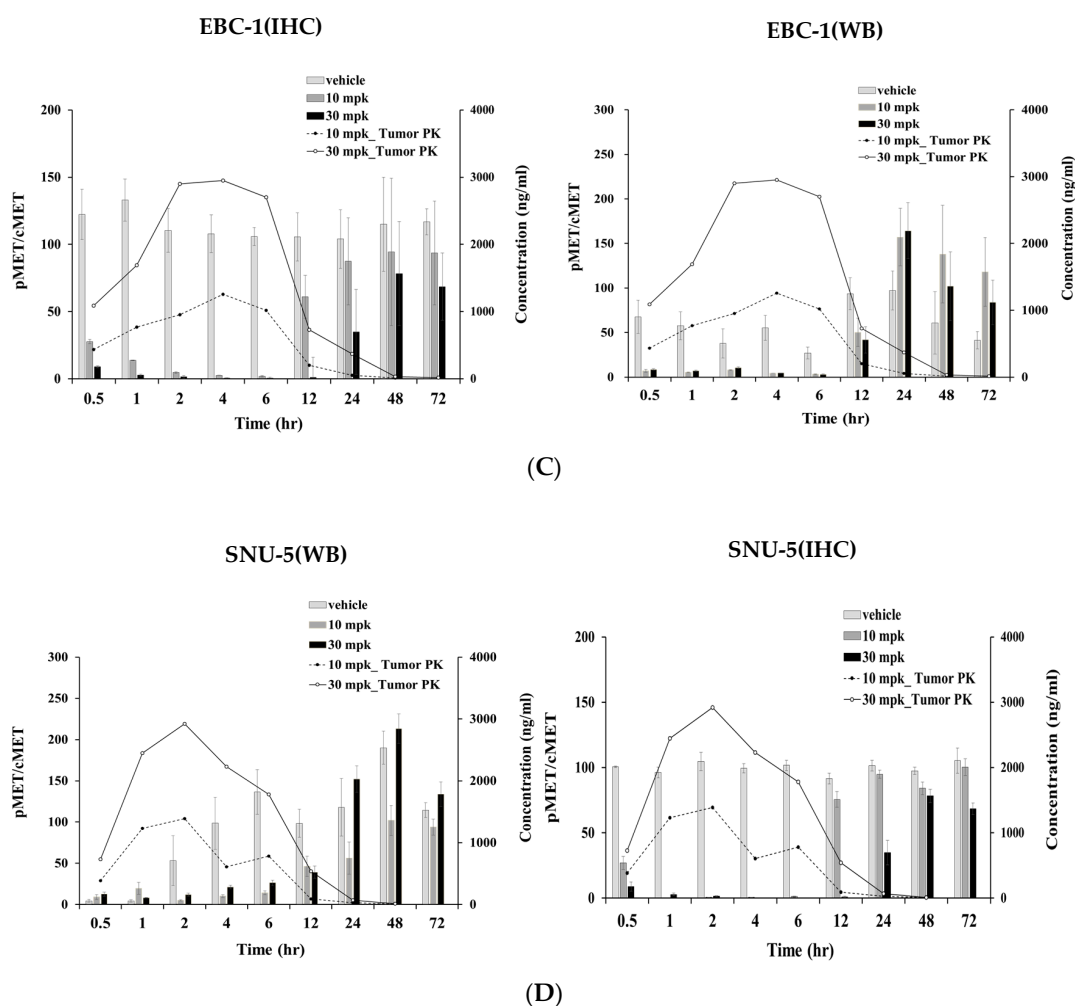 EBC-1(IHC)
vehicle
10 mpk
30 mpk
10 mpk_ Tumor PK
30 mpk_Tumor PK
200
150
100
50
0
pMET/cMET
4000
3000
2000
1000
0
Concentration (ng/ml)
0.5 1 2 4 6 12 24 48 72
Time (hr)
EBC-1(WB)
vehicle
10 mpk
30 mpk
10 mpk_ Tumor PK
30 mpk_Tumor PK
300
250
200
150
100
50
0
pMET/cMET
4000
3000
2000
1000
0
Concentration (ng/ml)
0.5 1 2 4 6 12 24 48 72
Time (hr)
(C)
SNU-5(WB)
vehicle
10 mpk
30 mpk
10 mpk_ Tumor PK
30 mpk_Tumor PK
300
250
200
150
100
50
0
pMET/cMET
4000
3000
2000
1000
0
Concentration (ng/ml)
0.5 1 2 4 6 12 24 48 72
Time (hr)
SNU-5(IHC)
vehicle
10 mpk
30 mpk
10 mpk_ Tumor PK
30 mpk_Tumor PK
200
150
100
50
0
pMET/cMET
4000
3000
2000
1000
0
Concentration (ng/ml)
0.5 1 2 4 6 12 24 48 72
Time (hr)
(D)